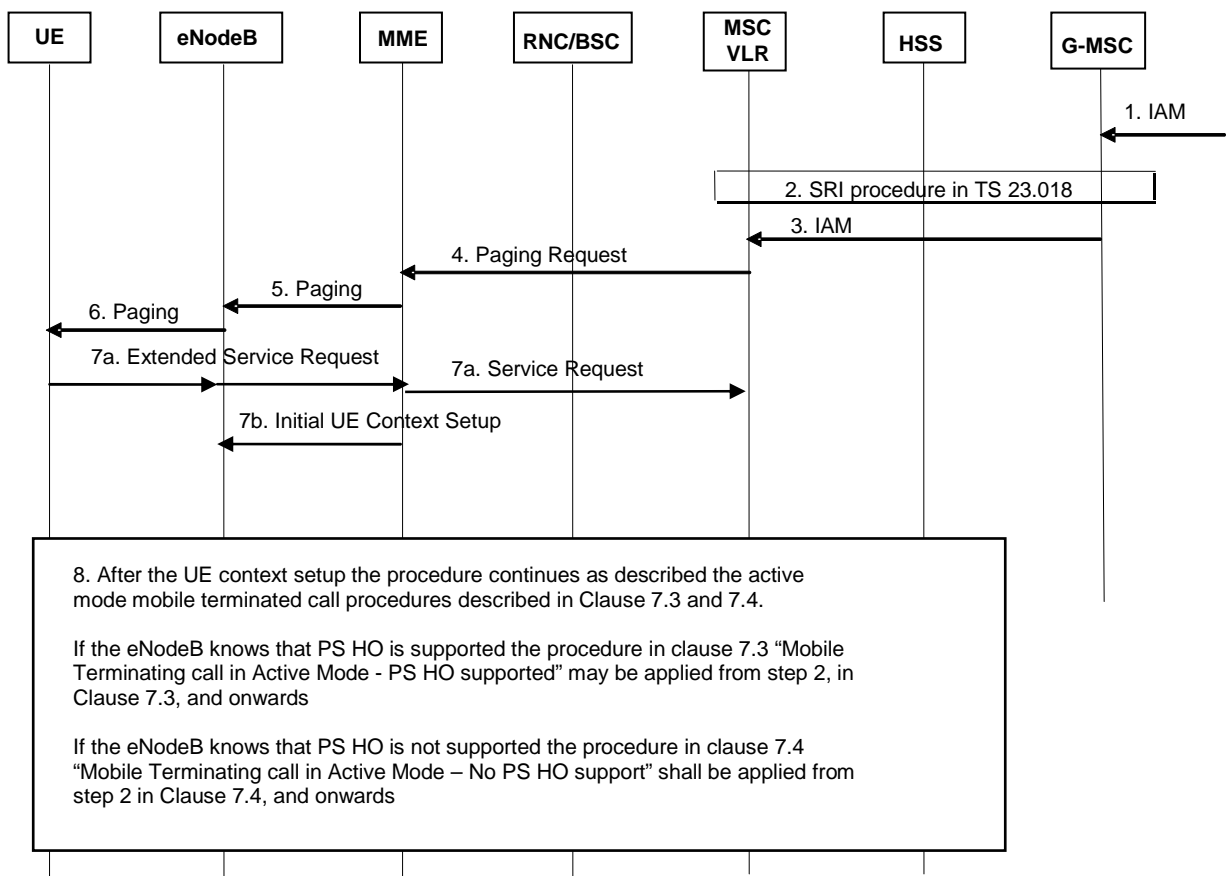 UE
eNodeB
MME
RNC/BSC
MSC
VLR
HSS
G-MSC
1. IAM
2. SRI procedure in TS 23.018
3. IAM
4. Paging Request
5. Paging
6. Paging
7a. Extended Service Request
7a. Service Request
7b. Initial UE Context Setup
8. After the UE context setup the procedure continues as described the active
mode mobile terminated call procedures described in Clause 7.3 and 7.4.
If the eNodeB knows that PS HO is supported the procedure in clause 7.3 “Mobile
Terminating call in Active Mode - PS HO supported” may be applied from step 2, in
Clause 7.3, and onwards
If the eNodeB knows that PS HO is not supported the procedure in clause 7.4
“Mobile Terminating call in Active Mode – No PS HO support” shall be applied from
step 2 in Clause 7.4, and onwards